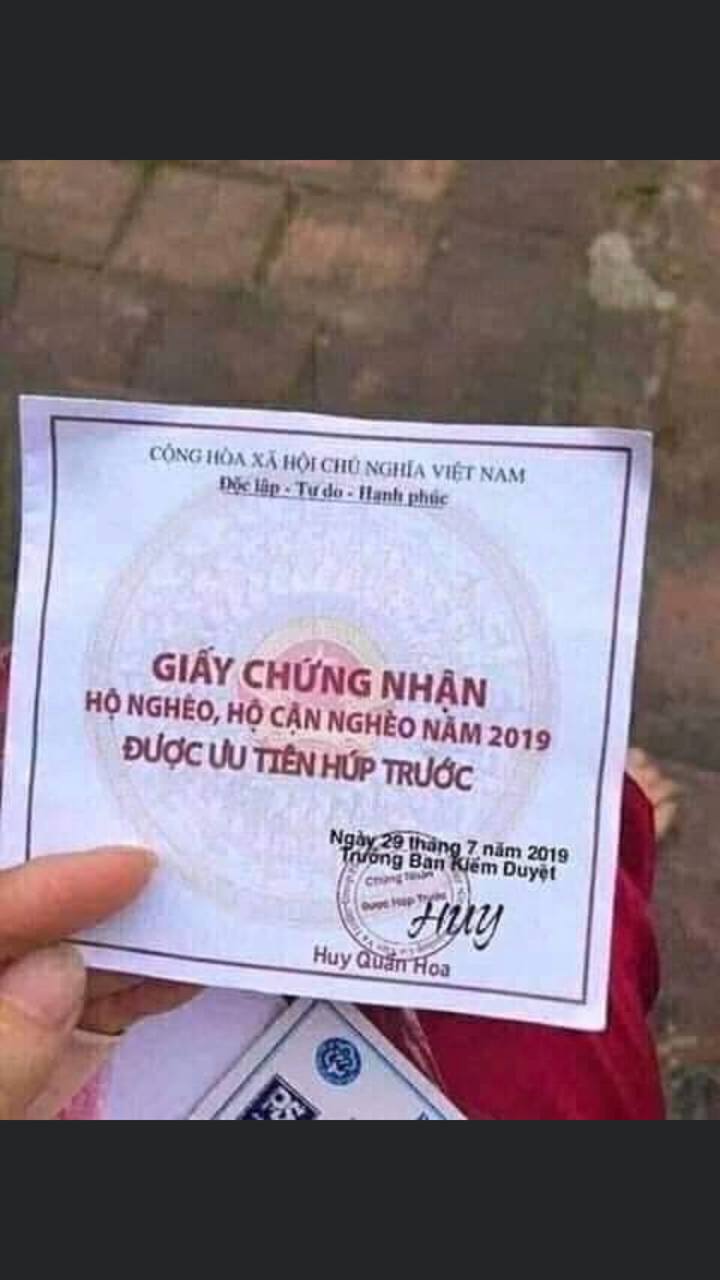 CỘNG HÒA XÃ HỘI CHỦ NGHĨA VIỆT NAM
Độc lập - Tự do - Hạnh phúc
GIẤY CHỨNG NHẬN
HỘ NGHÈO, HỘ CẬN NGHÈO NĂM 2019
ĐƯỢC ƯU TIÊN HÚP TRƯỚC
Ngày 29 tháng 7 năm 2019
Trưởng Ban Kiểm Duyệt
Chứng Nhận
Được Húp Trước
HUY
Huy Quần Hoa